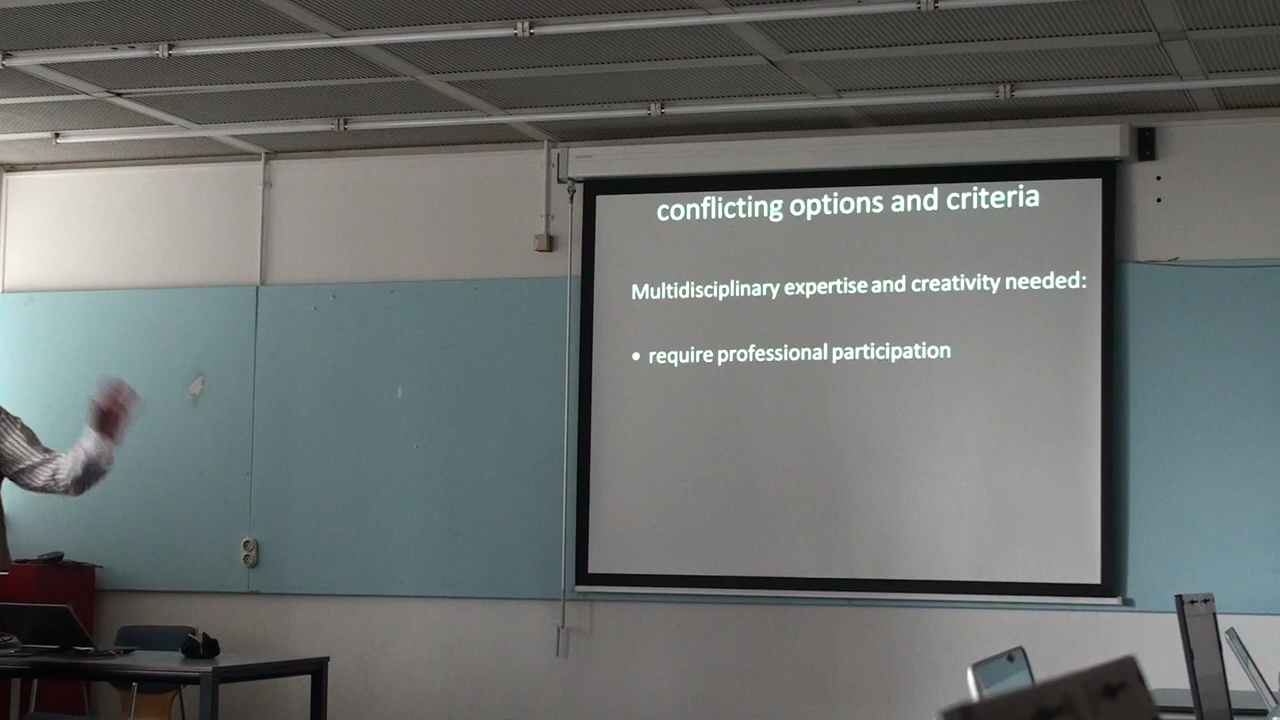 conflicting options and criteria
Multidisciplinary expertise and creativity needed:
• require professional participation